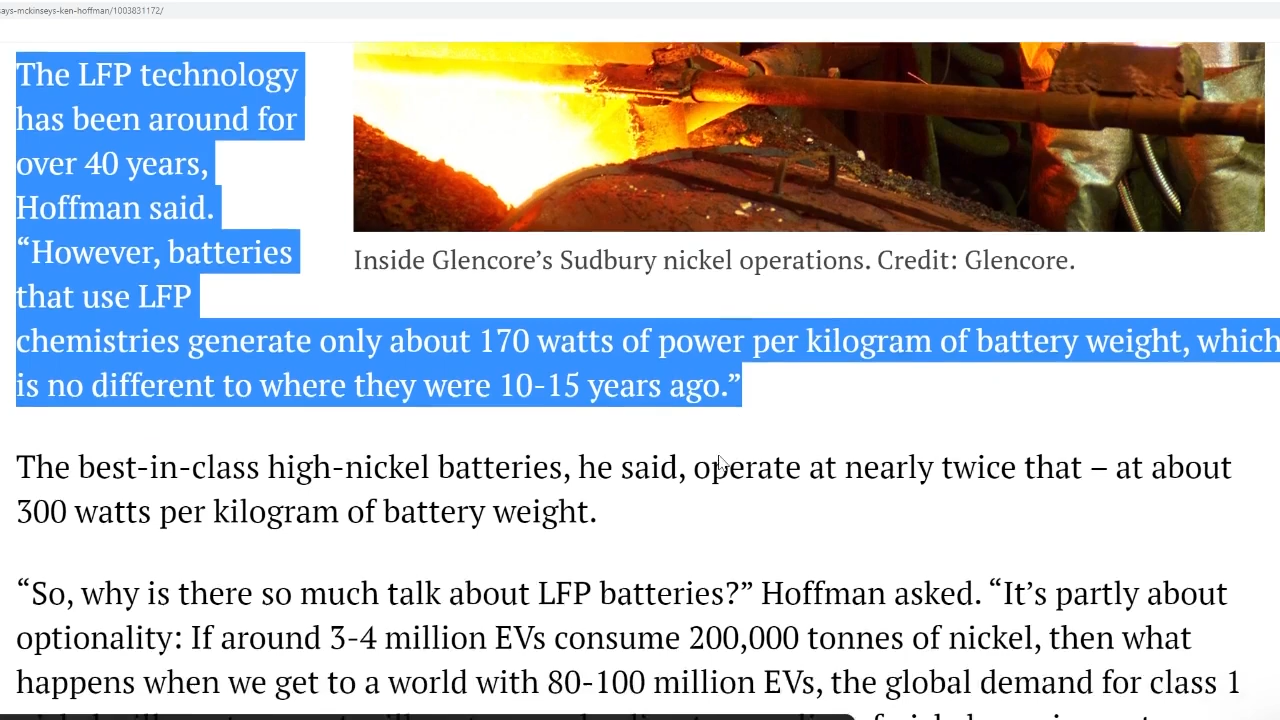 says-mckinseys-ken-hoffman/1003831172/
The LFP technology
has been around for
over 40 years,
Hoffman said.
“However, batteries
that use LFP
Inside Glencore’s Sudbury nickel operations. Credit: Glencore.
chemistries generate only about 170 watts of power per kilogram of battery weight, which
is no different to where they were 10-15 years ago.”
The best-in-class high-nickel batteries, he said, operate at nearly twice that – at about
300 watts per kilogram of battery weight.
“So, why is there so much talk about LFP batteries?” Hoffman asked. “It’s partly about
optionality: If around 3-4 million EVs consume 200,000 tonnes of nickel, then what
happens when we get to a world with 80-100 million EVs, the global demand for class 1